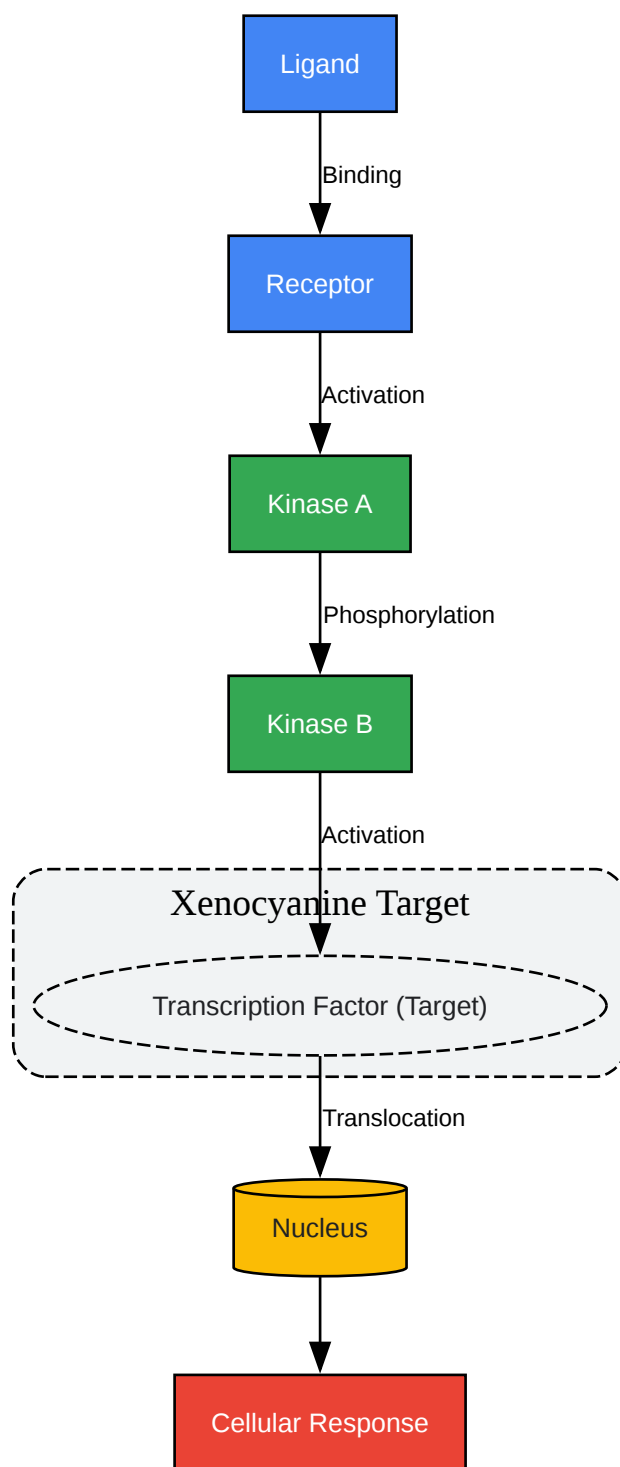 Ligand
Binding
Receptor
Activation
Kinase A
Phosphorylation
Kinase B
Activation
Xenocyanine Target
Transcription Factor (Target)
Translocation
Nucleus
Cellular Response